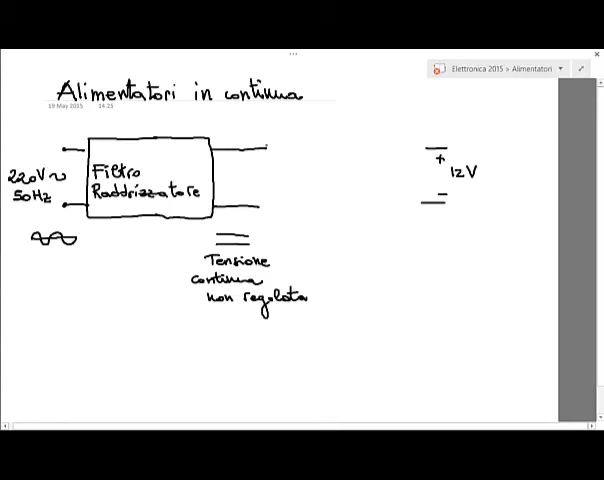 Elettronica 2015 > Alimentatori
Alimentatori in continua
19 May 2015 14:25
220V~
50Hz
Filtro
Raddrizzatore
+
12V
-
Tensione
continua
non regolata